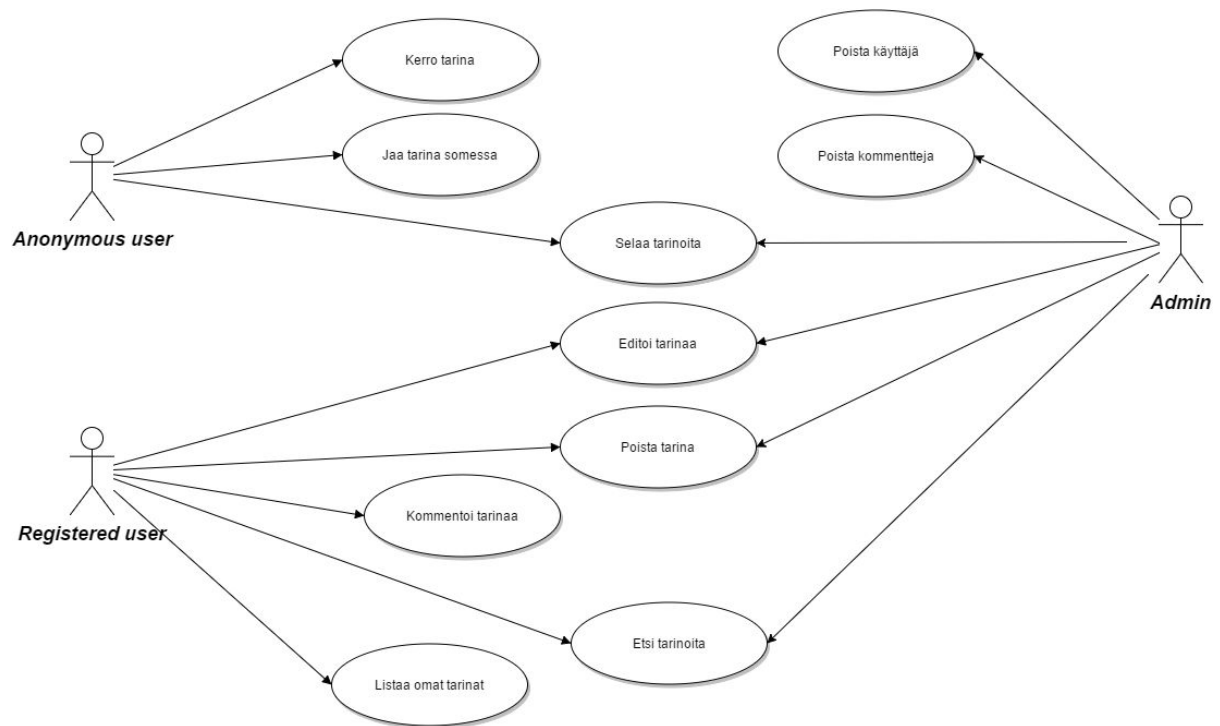 Kerro tarina
Poista käyttäjä
Jaa tarina somessa
Poista kommentteja
Anonymous user
Selaa tarinoita
Admin
Editoi tarinaa
Poista tarina
Kommentoi tarinaa
Registered user
Etsi tarinoita
Listaa omat tarinat